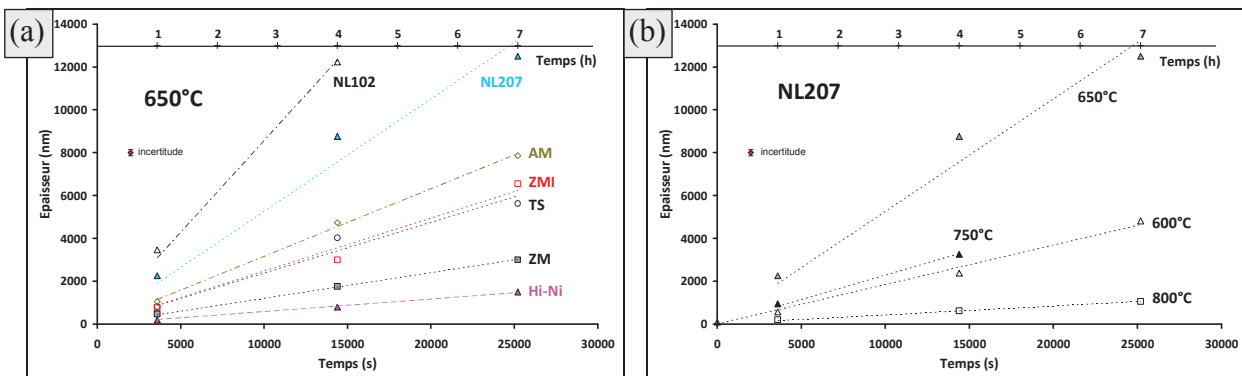 (a)
14000
12000
10000
8000
6000
4000
2000
0
Epaisseur (nm)
1 2 3 4 5 6 7
Temps (h)
650°C
NL102
NL207
incertitude
AM
ZMI
TS
ZM
Hi-Ni
0 5000 10000 15000 20000 25000 30000
Temps (s)
(b)
14000
12000
10000
8000
6000
4000
2000
0
Epaisseur (nm)
1 2 3 4 5 6 7
Temps (h)
NL207
650°C
incertitude
750°C
600°C
800°C
0 5000 10000 15000 20000 25000 30000
Temps (s)